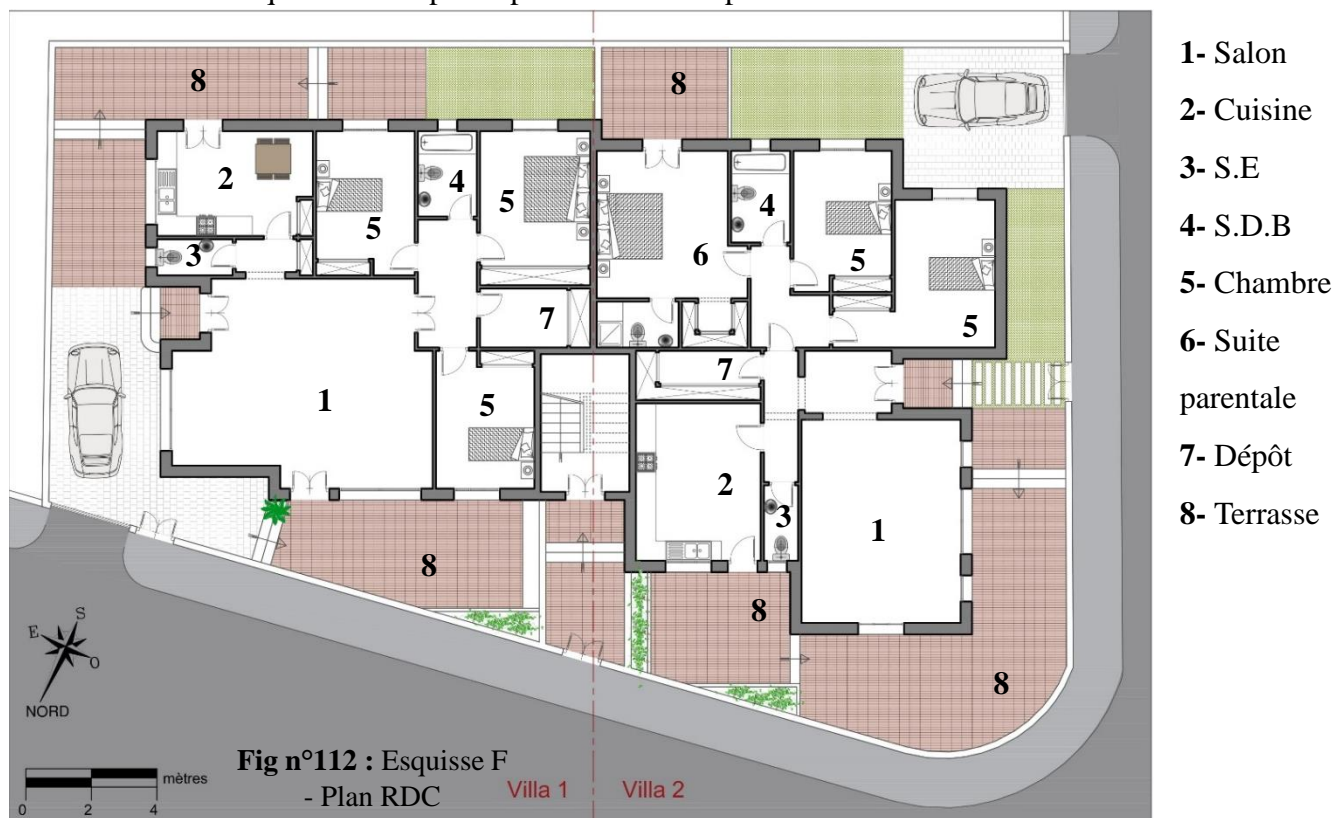 8
8
2
4
5
5
3
6
4
5
5
7
7
1
5
2
3
1
8
8
8
S
E
O
NORD
mètres
0 2 4
Fig n°112 : Esquisse F
- Plan RDC
Villa 1
Villa 2
1- Salon
2- Cuisine
3- S.E
4- S.D.B
5- Chambre
6- Suite
parentale
7- Dépôt
8- Terrasse